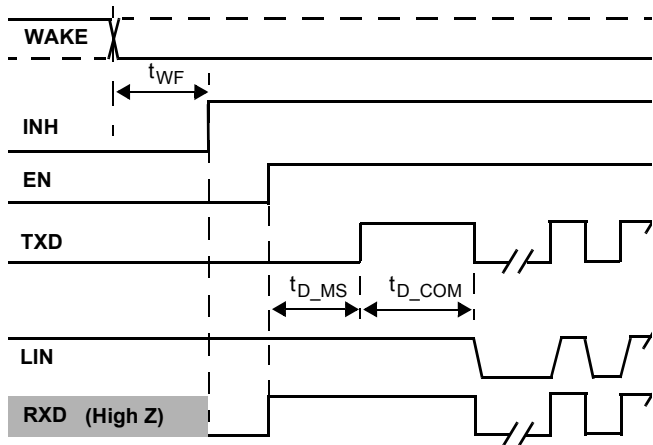 WAKE
tWF
INH
EN
TXD
tD_MS
tD_COM
LIN
RXD (High Z)